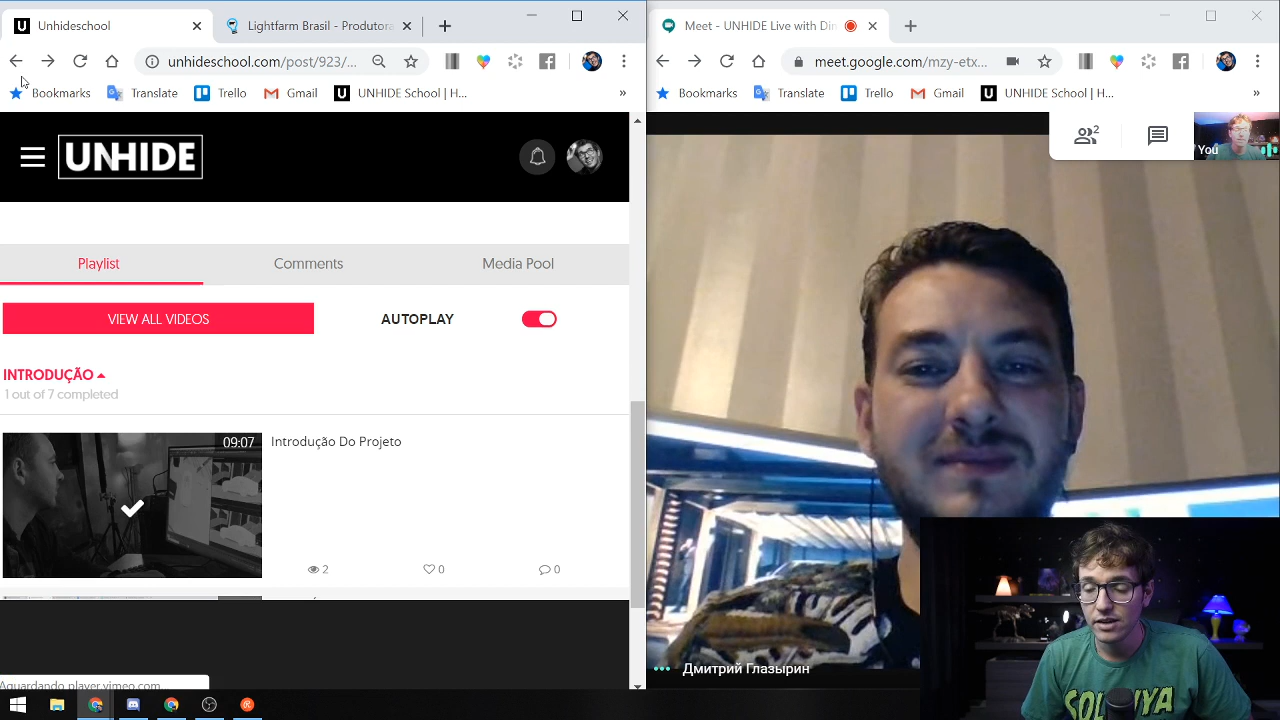 Unhideschool
Lightfarm Brasil - Produtora
unhideschool.com/post/923/...
Bookmarks
Translate
Trello
Gmail
UNHIDE School | H...
»
UNHIDE
Playlist
Comments
Media Pool
VIEW ALL VIDEOS
AUTOPLAY
INTRODUÇÃO
1 out of 7 completed
09:07
Introdução Do Projeto
2
0
0
Aguardando player.vimeo.com
Meet - UNHIDE Live with Dim
meet.google.com/mzy-etx...
Bookmarks
Translate
Trello
Gmail
UNHIDE School | H...
»
2
You
Дмитрий Глазырин